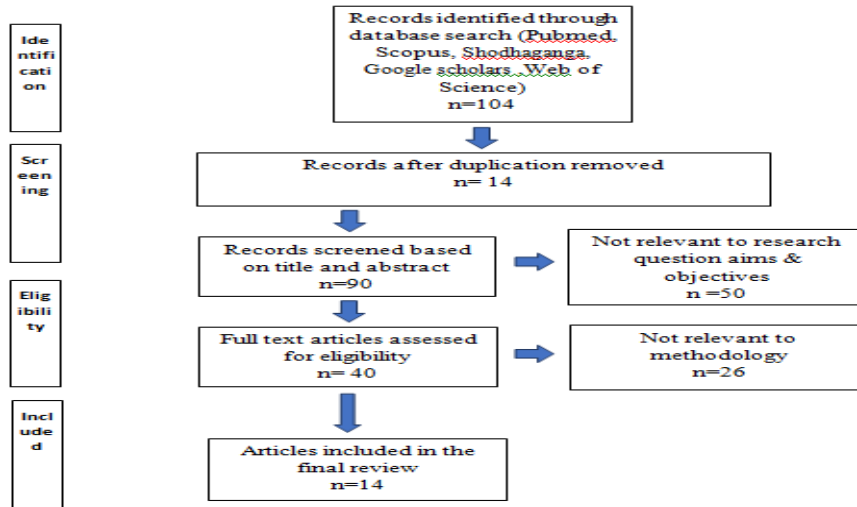 Ide
ntifi
cati
on
Records identified through
database search (Pubmed,
Scopus, Shodhaganga,
Google scholars ,Web of
Science)
n=104
Scr
een
ing
Records after duplication removed
n= 14
Records screened based
on title and abstract
n=90
Not relevant to research
question aims &
objectives
n =50
Eligi
bili
ty
Full text articles assessed
for eligibility
n= 40
Not relevant to
methodology
n=26
Incl
ude
d
Articles included in the
final review
n=14